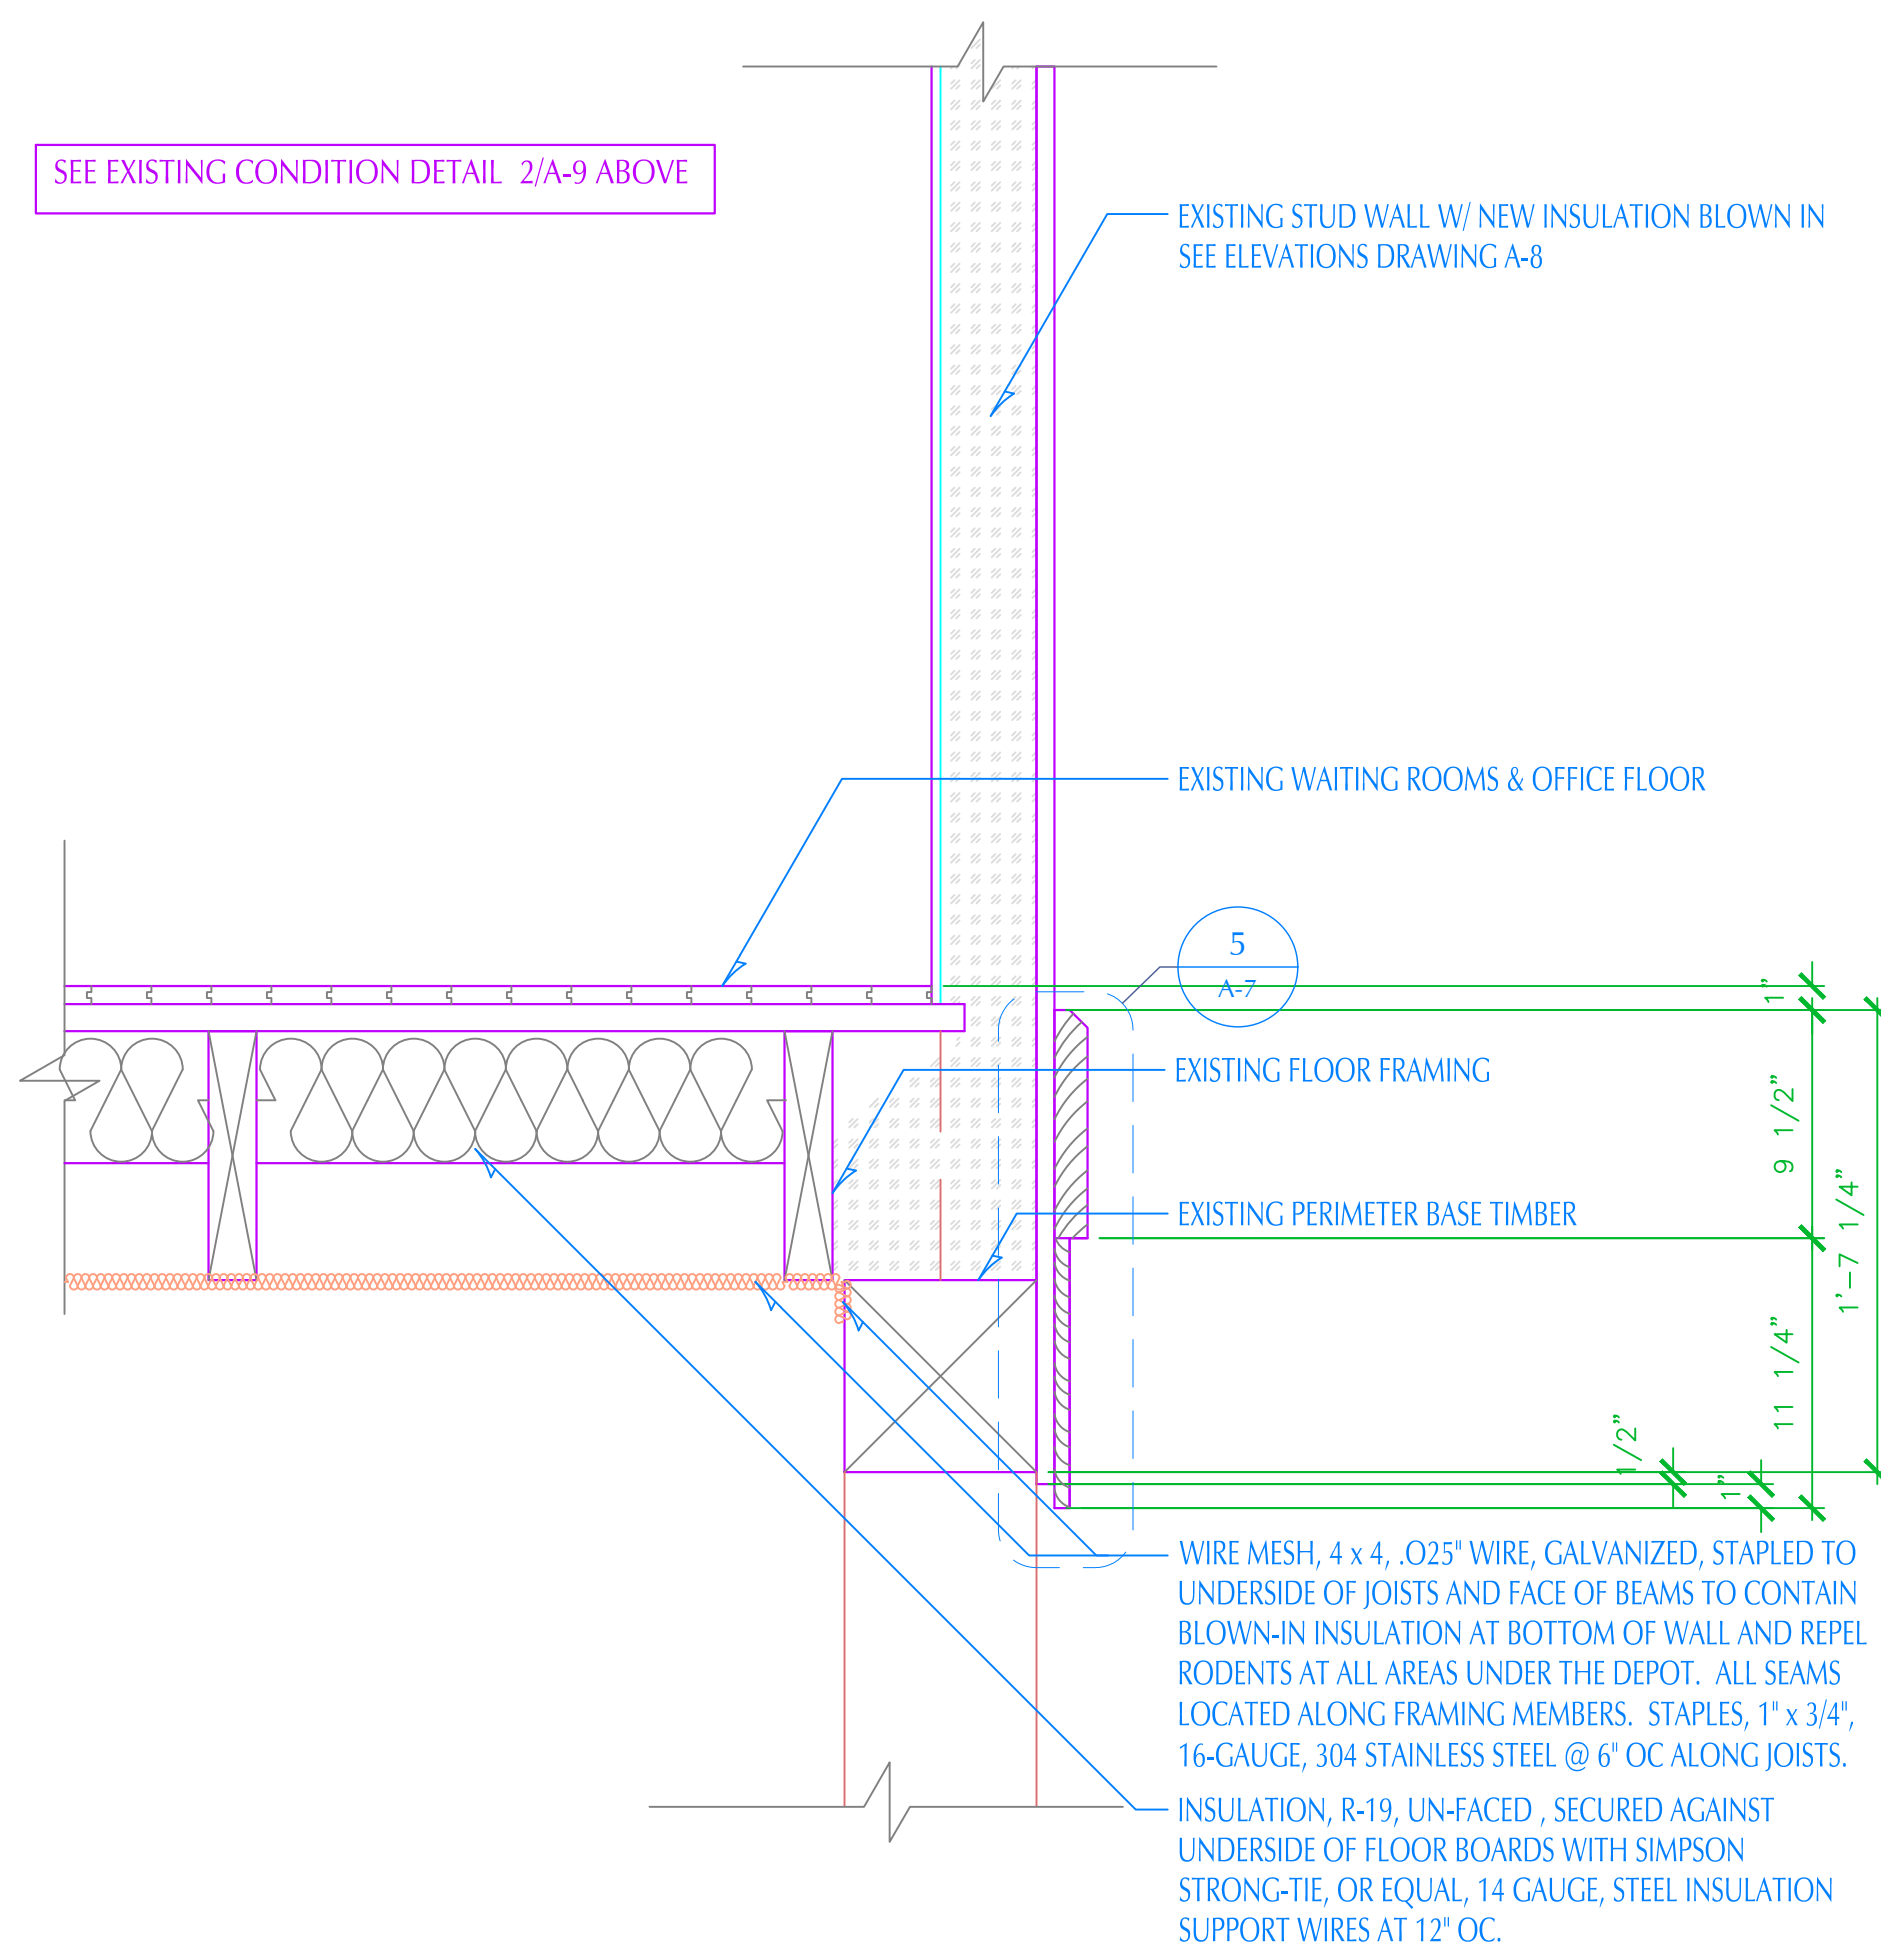 SEE EXISTING CONDITION DETAIL 2/A-9 ABOVE
EXISTING STUD WALL W/ NEW INSULATION BLOWN IN
SEE ELEVATIONS DRAWING A-8
EXISTING WAITING ROOMS & OFFICE FLOOR
5
A-7
1"
EXISTING FLOOR FRAMING
9 1/2"
EXISTING PERIMETER BASE TIMBER
1'-7 1/4"
11 1/4"
1/2"
1"
WIRE MESH, 4 x 4, .O25" WIRE, GALVANIZED, STAPLED TO
UNDERSIDE OF JOISTS AND FACE OF BEAMS TO CONTAIN
BLOWN-IN INSULATION AT BOTTOM OF WALL AND REPEL
RODENTS AT ALL AREAS UNDER THE DEPOT. ALL SEAMS
LOCATED ALONG FRAMING MEMBERS. STAPLES, 1" x 3/4",
16-GAUGE, 304 STAINLESS STEEL @ 6" OC ALONG JOISTS.
INSULATION, R-19, UN-FACED , SECURED AGAINST
UNDERSIDE OF FLOOR BOARDS WITH SIMPSON
STRONG-TIE, OR EQUAL, 14 GAUGE, STEEL INSULATION
SUPPORT WIRES AT 12" OC.